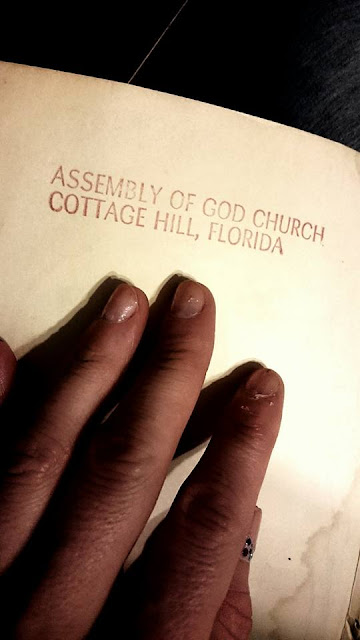 ASSEMBLY OF GOD CHURCH
COTTAGE HILL, FLORIDA